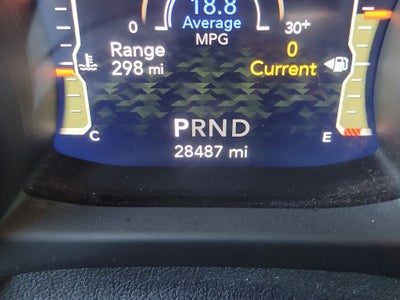 18.8
Average
MPG
0 30+
Range
298 mi
0
Current
C
E
PRND
28487 mi